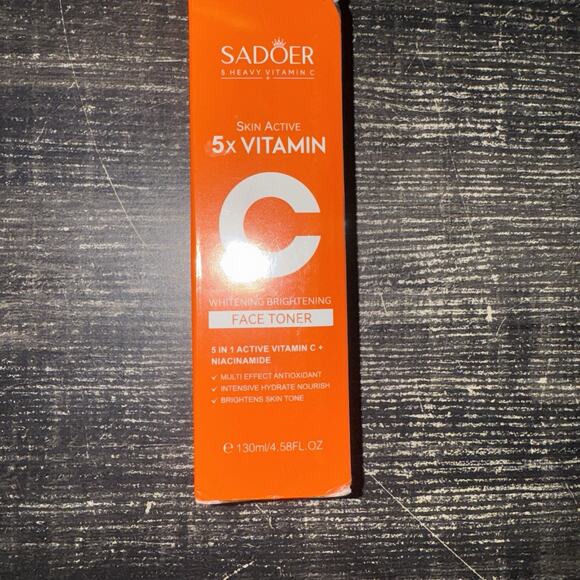 SADOER
5 HEAVY VITAMIN C
SKIN ACTIVE
5X VITAMIN
C
WHITENING BRIGHTENING
FACE TONER
5 IN 1 ACTIVE VITAMIN C +
NIACINAMIDE
✓ MULTI EFFECT ANTIOXIDANT
✓ INTENSIVE HYDRATE NOURISH
✓ BRIGHTENS SKIN TONE
℮ 130ml/4.58FL.OZ